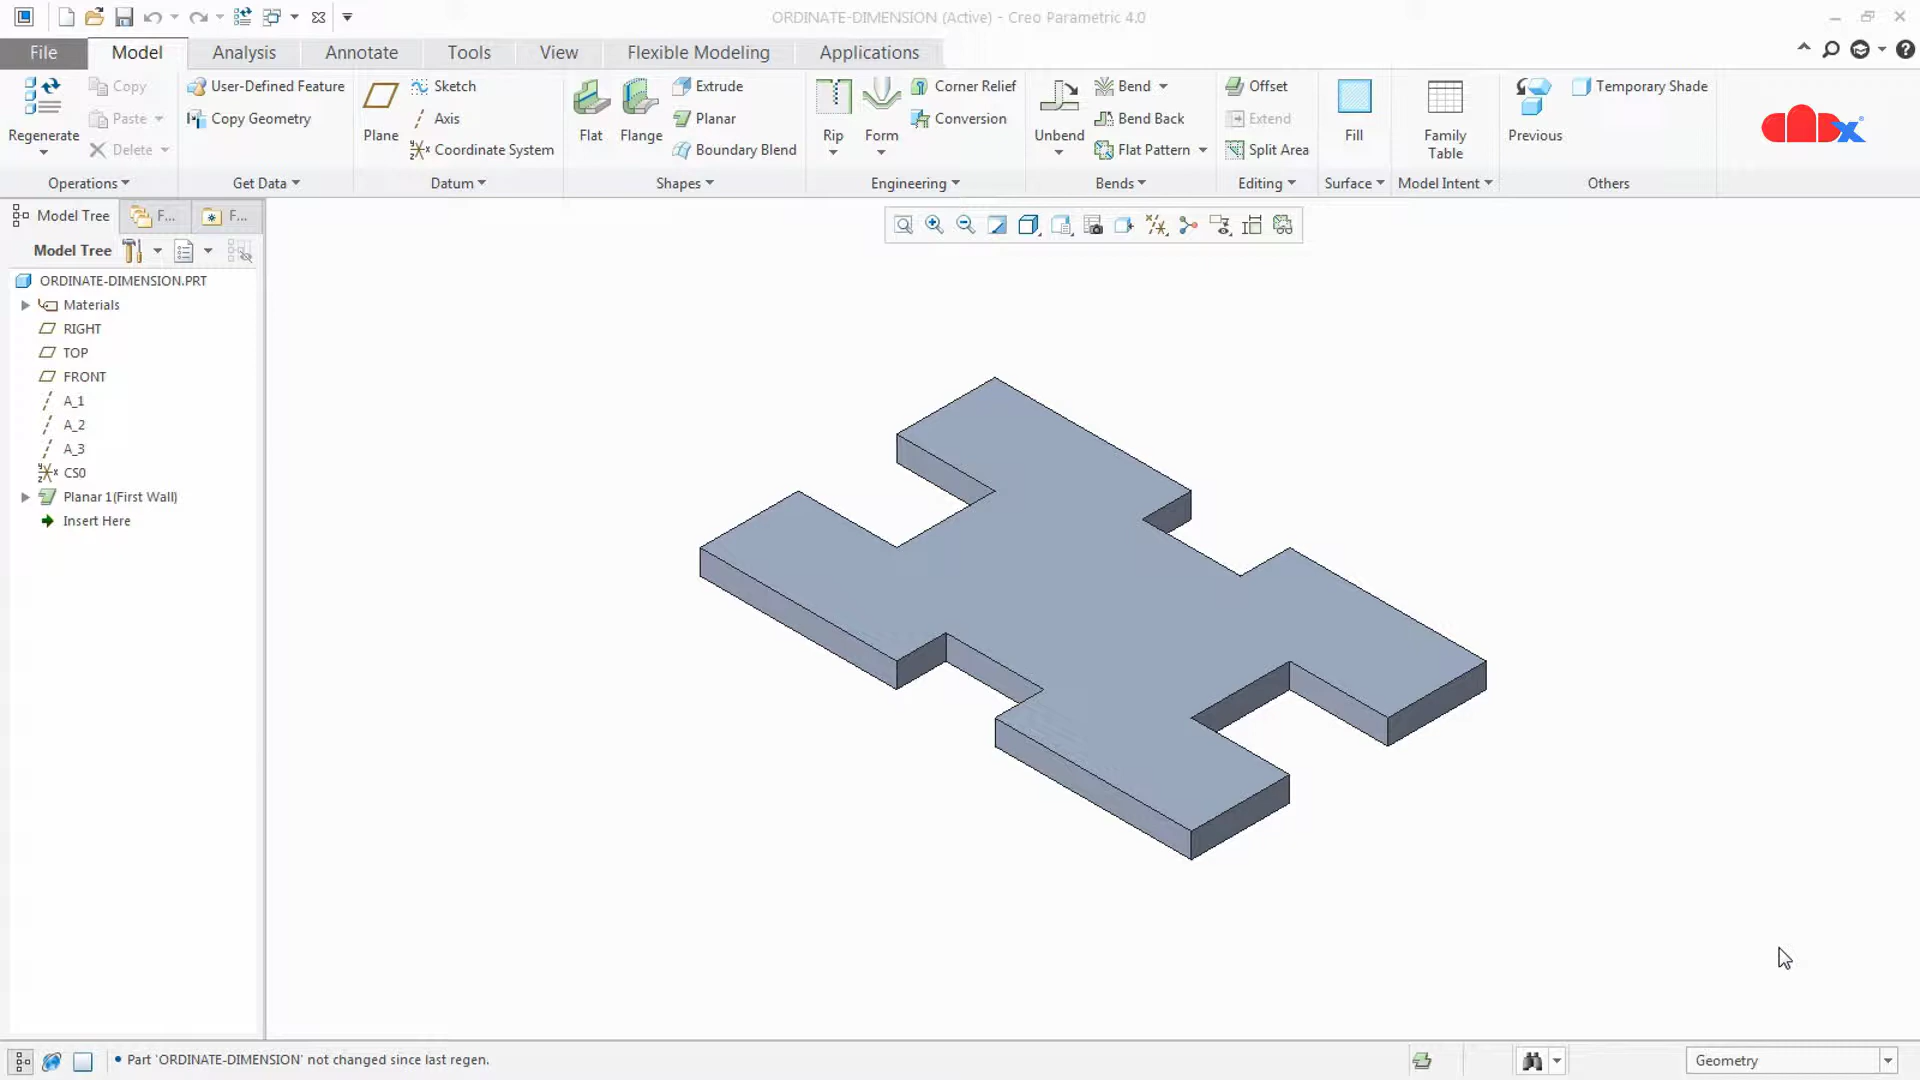 ORDINATE-DIMENSION (Active) - Creo Parametric 4.0
File Model Analysis Annotate Tools View Flexible Modeling Applications
Regenerate
Copy
Paste
Delete
Operations
User-Defined Feature
Copy Geometry
Get Data
Plane
Sketch
Axis
Coordinate System
Datum
Flat
Flange
Extrude
Planar
Boundary Blend
Shapes
Rip
Form
Corner Relief
Conversion
Engineering
Unbend
Bend
Bend Back
Flat Pattern
Bends
Offset
Extend
Split Area
Editing
Fill
Surface
Family
Table
Model Intent
Previous
Temporary Shade
Others
Model Tree F... F...
Model Tree
ORDINATE-DIMENSION.PRT
Materials
RIGHT
TOP
FRONT
A_1
A_2
A_3
CS0
Planar 1(First Wall)
Insert Here
• Part 'ORDINATE-DIMENSION' not changed since last regen.
Geometry